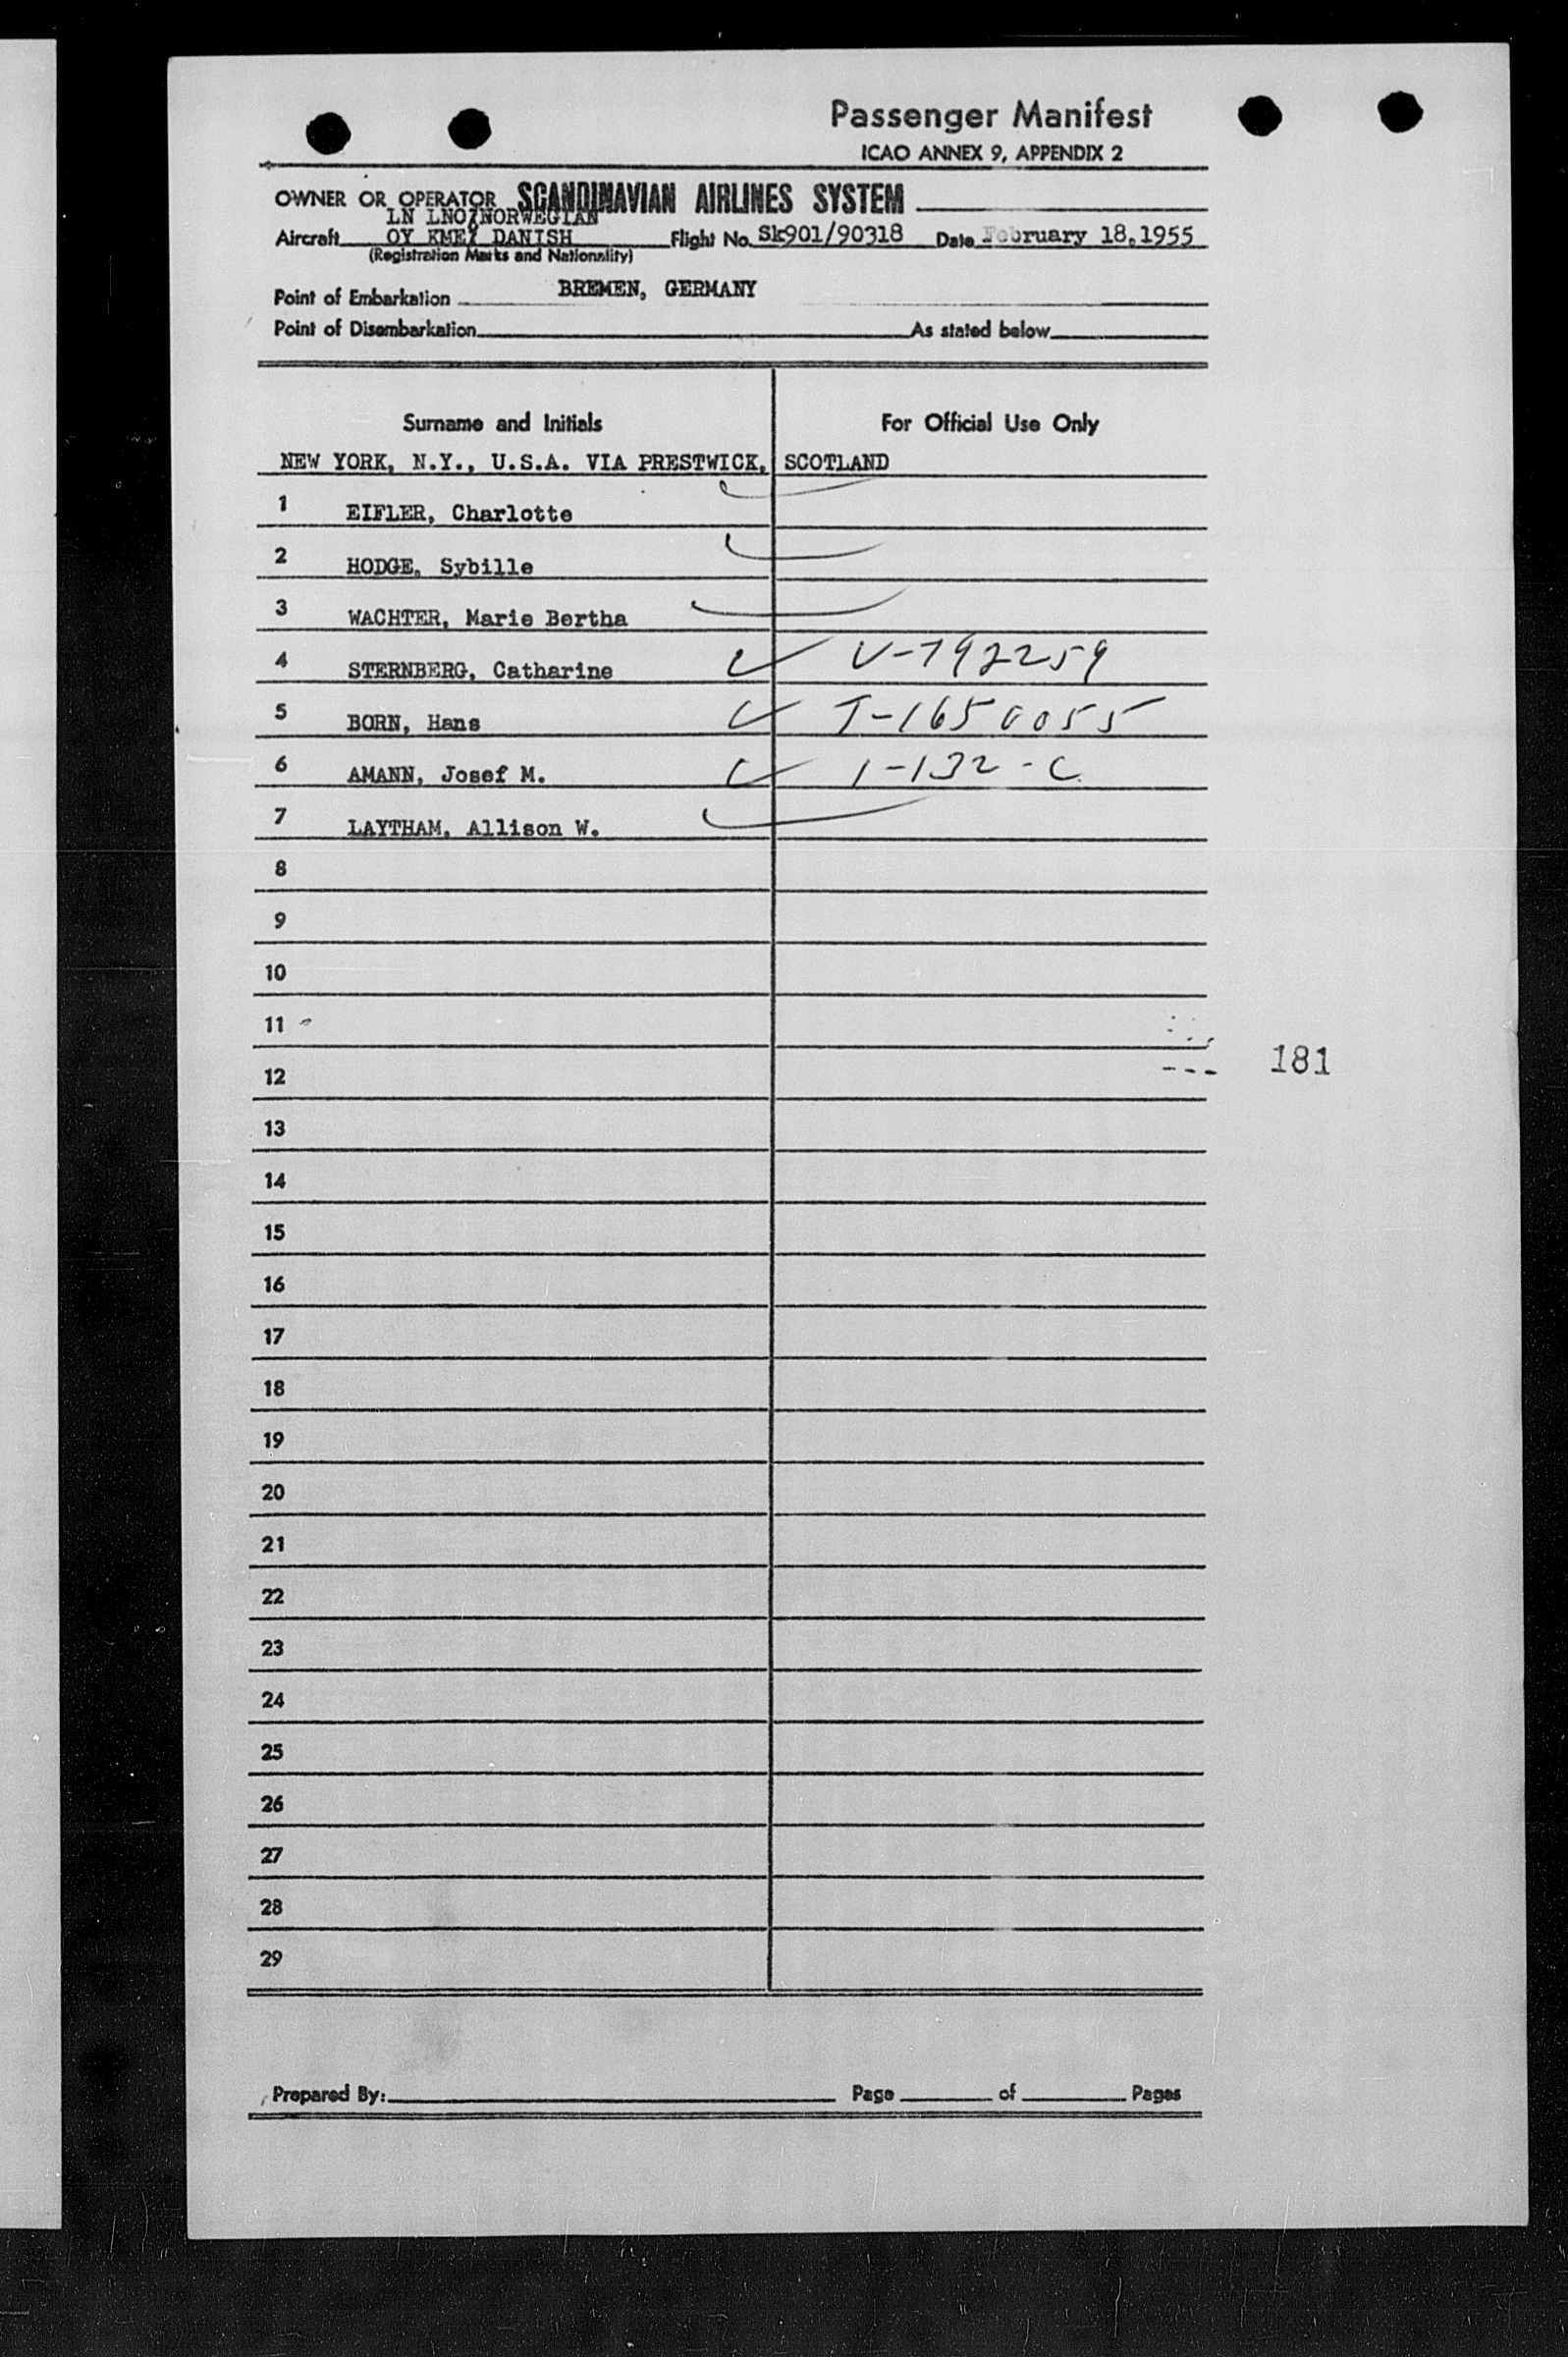 Passenger Manifest
ICAO ANNEX 9, APPENDIX 2
OWNER OR OPERATOR SCANDINAVIAN AIRLINES SYSTEM
LN LNO/NORWEGIAN
Aircraft OY KME/ DANISH Flight No. Sk901/90318 Date February 18,1955
(Registration Marks and Nationality)
Point of Embarkation BREMEN, GERMANY
Point of Disembarkation As stated below
Surname and Initials For Official Use Only
NEW YORK, N.Y., U.S.A. VIA PRESTWICK, SCOTLAND
1 EIFLER, Charlotte
2 HODGE, Sybille
3 WACHTER, Marie Bertha
4 STERNBERG, Catharine V-792259
5 BORN, Hans T-1650055
6 AMANN, Josef M. 1-132-C
7 LAYTHAM, Allison W.
8
9
10
11
12
181
13
14
15
16
17
18
19
20
21
22
23
24
25
26
27
28
29
Prepared By: Page of Pages